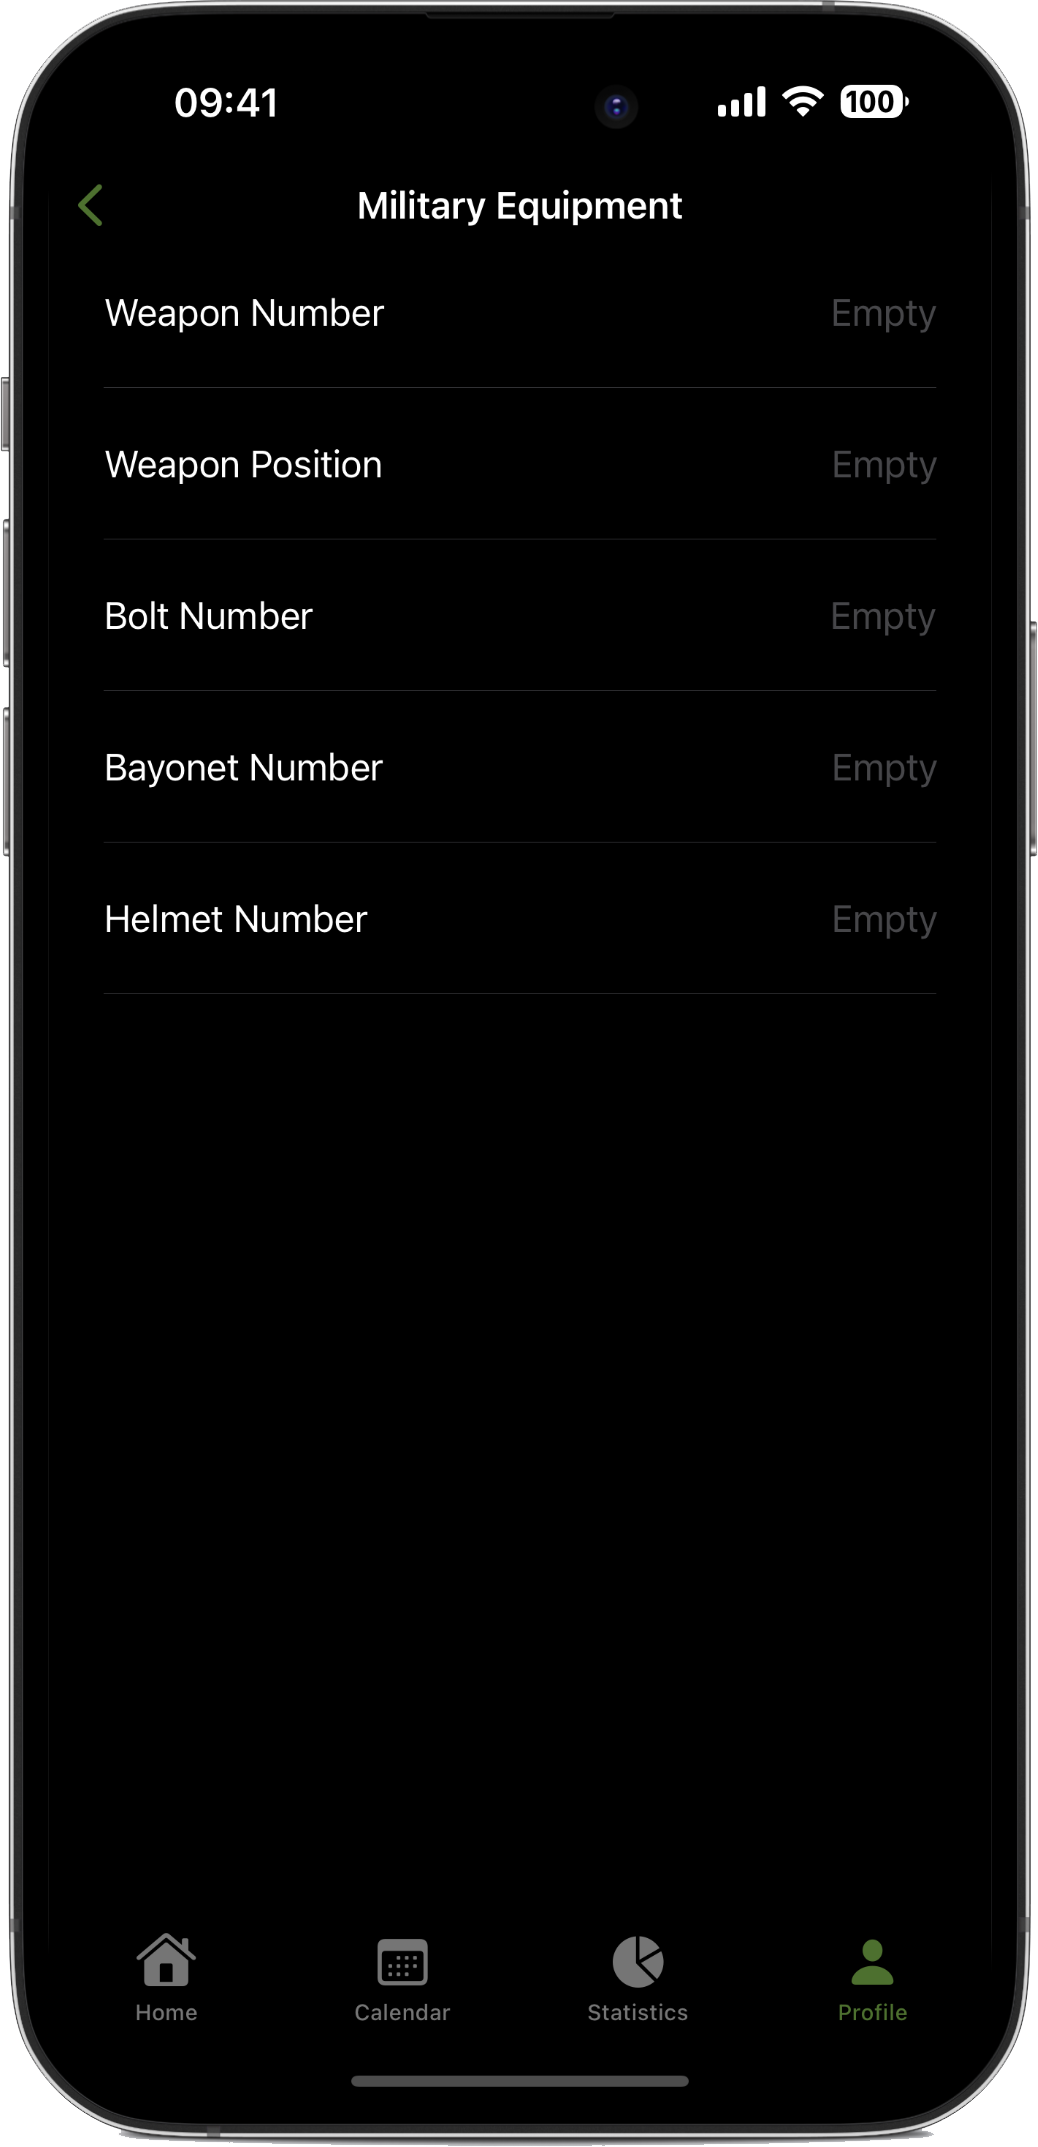 09:41
100
Military Equipment
Weapon Number Empty
Weapon Position Empty
Bolt Number Empty
Bayonet Number Empty
Helmet Number Empty
Home Calendar Statistics Profile